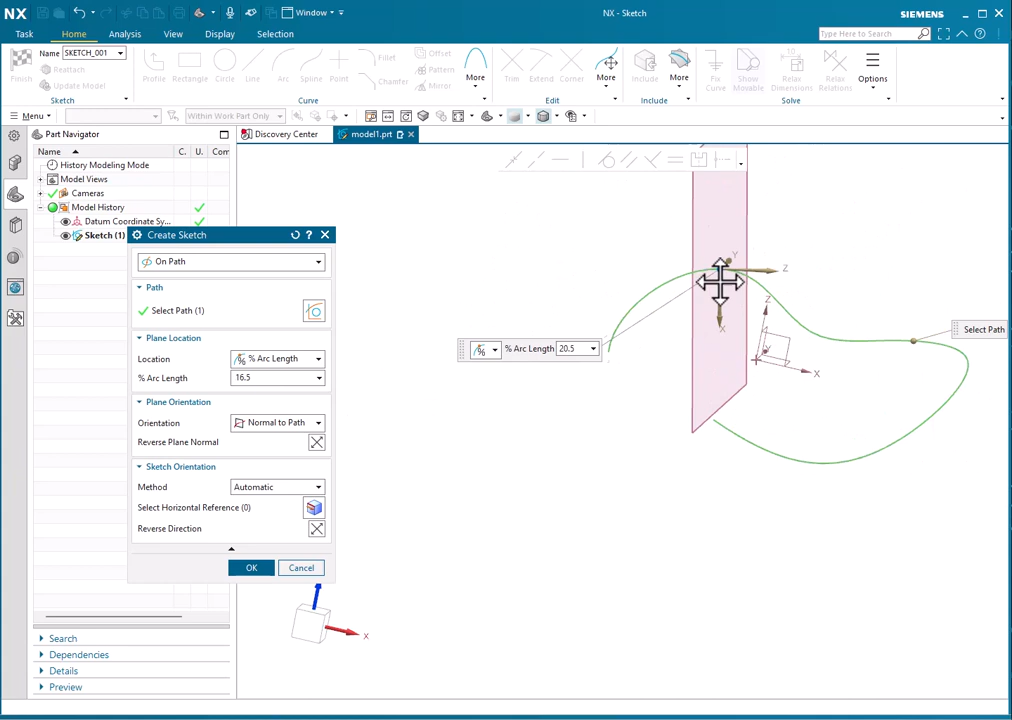 NX
Window
NX - Sketch
SIEMENS
Task
Home
Analysis
View
Display
Selection
Type Here to Search
Name SKETCH_001
Finish
Reattach
Update Model
Sketch
Profile
Rectangle
Circle
Line
Arc
Spline
Point
Fillet
Chamfer
Offset
Pattern
Mirror
More
Curve
Trim
Extend
Corner
More
Edit
Include
More
Include
Fix
Curve
Show
Movable
Relax
Dimensions
Relax
Relations
Solve
Options
Menu
Within Work Part Only
Part Navigator
Discovery Center
model1.prt
Name
C.
U.
Com
History Modeling Mode
Model Views
Cameras
Model History
Datum Coordinate Sy...
Sketch (1)
Create Sketch
On Path
Path
Select Path (1)
Plane Location
Location
% Arc Length
% Arc Length
16.5
Plane Orientation
Orientation
Normal to Path
Reverse Plane Normal
Sketch Orientation
Method
Automatic
Select Horizontal Reference (0)
Reverse Direction
OK
Cancel
% Arc Length 20.5
Select Path
Y
Z
X
Z
Y
X
X
Search
Dependencies
Details
Preview